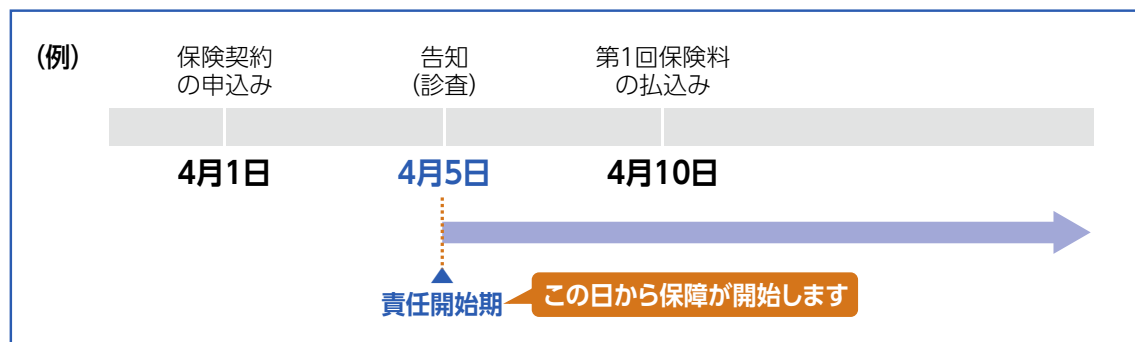 (例)
保険契約
の申込み
告知
(診査)
第1回保険料
の払込み
4月1日
4月5日
4月10日
責任開始期
この日から保障が開始します